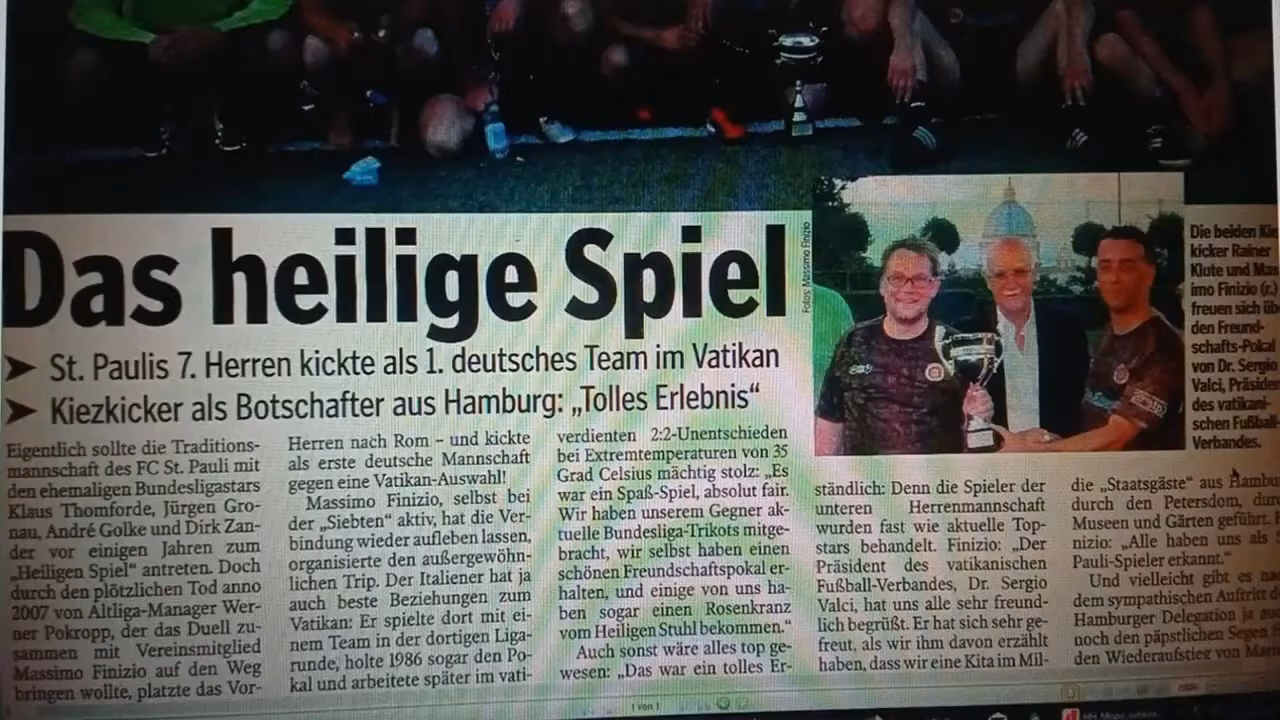 Das heilige Spiel
St. Paulis 7. Herren kickte als 1. deutsches Team im Vatikan
Kiezkicker als Botschafter aus Hamburg: „Tolles Erlebnis“
Eigentlich sollte die Traditions-
mannschaft des FC St. Pauli mit
den ehemaligen Bundesligastars
Klaus Thomforde, Jürgen Gro-
nau, André Golke und Dirk Zan-
der vor einigen Jahren zum
„Heiligen Spiel“ antreten. Doch
durch den plötzlichen Tod anno
2007 von Altliga-Manager Wer-
ner Pokropp, der das Duell zu-
sammen mit Vereinsmitglied
Massimo Finizio auf den Weg
bringen wollte, platzte das Vor-
Herren nach Rom – und kickte
als erste deutsche Mannschaft
gegen eine Vatikan-Auswahl!
Massimo Finizio, selbst bei
der „Siebten“ aktiv, hat die Ver-
bindung wieder aufleben lassen,
organisierte den außergewöhn-
lichen Trip. Der Italiener hat ja
auch beste Beziehungen zum
Vatikan: Er spielte dort mit ei-
nem Team in der dortigen Liga-
runde, holte 1986 sogar den Po-
kal und arbeitete später im vati-
verdienten 2:2-Unentschieden
bei Extremtemperaturen von 35
Grad Celsius mächtig stolz: „Es
war ein Spaß-Spiel, absolut fair.
Wir haben unserem Gegner ak-
tuelle Bundesliga-Trikots mitge-
bracht, wir selbst haben einen
schönen Freundschaftspokal er-
halten, und einige von uns ha-
ben sogar einen Rosenkranz
vom Heiligen Stuhl bekommen.“
Auch sonst wäre alles top ge-
wesen: „Das war ein tolles Er-
Fotos: Massimo Finizio
Die beiden Kie
kicker Rainer
Klute und Mas
imo Finizio (r.)
freuen sich üb
den Freund-
schafts-Pokal
von Dr. Sergio
Valci, Präsiden
des vatikani-
schen Fußball-
Verbandes.
ständlich: Denn die Spieler der
unteren Herrenmannschaft
wurden fast wie aktuelle Top-
stars behandelt. Finizio: „Der
Präsident des vatikanischen
Fußball-Verbandes, Dr. Sergio
Valci, hat uns alle sehr freund-
lich begrüßt. Er hat sich sehr ge-
freut, als wir ihm davon erzählt
haben, dass wir eine Kita im Mil-
die „Staatsgäste“ aus Hambu
durch den Petersdom, dur
Museen und Gärten geführt.
nizio: „Alle haben uns als
Pauli-Spieler erkannt.“
Und vielleicht gibt es na
dem sympathischen Auftritt d
Hamburger Delegation ja au
noch den päpstlichen Segen
den Wiederaufstieg von
1 von 1